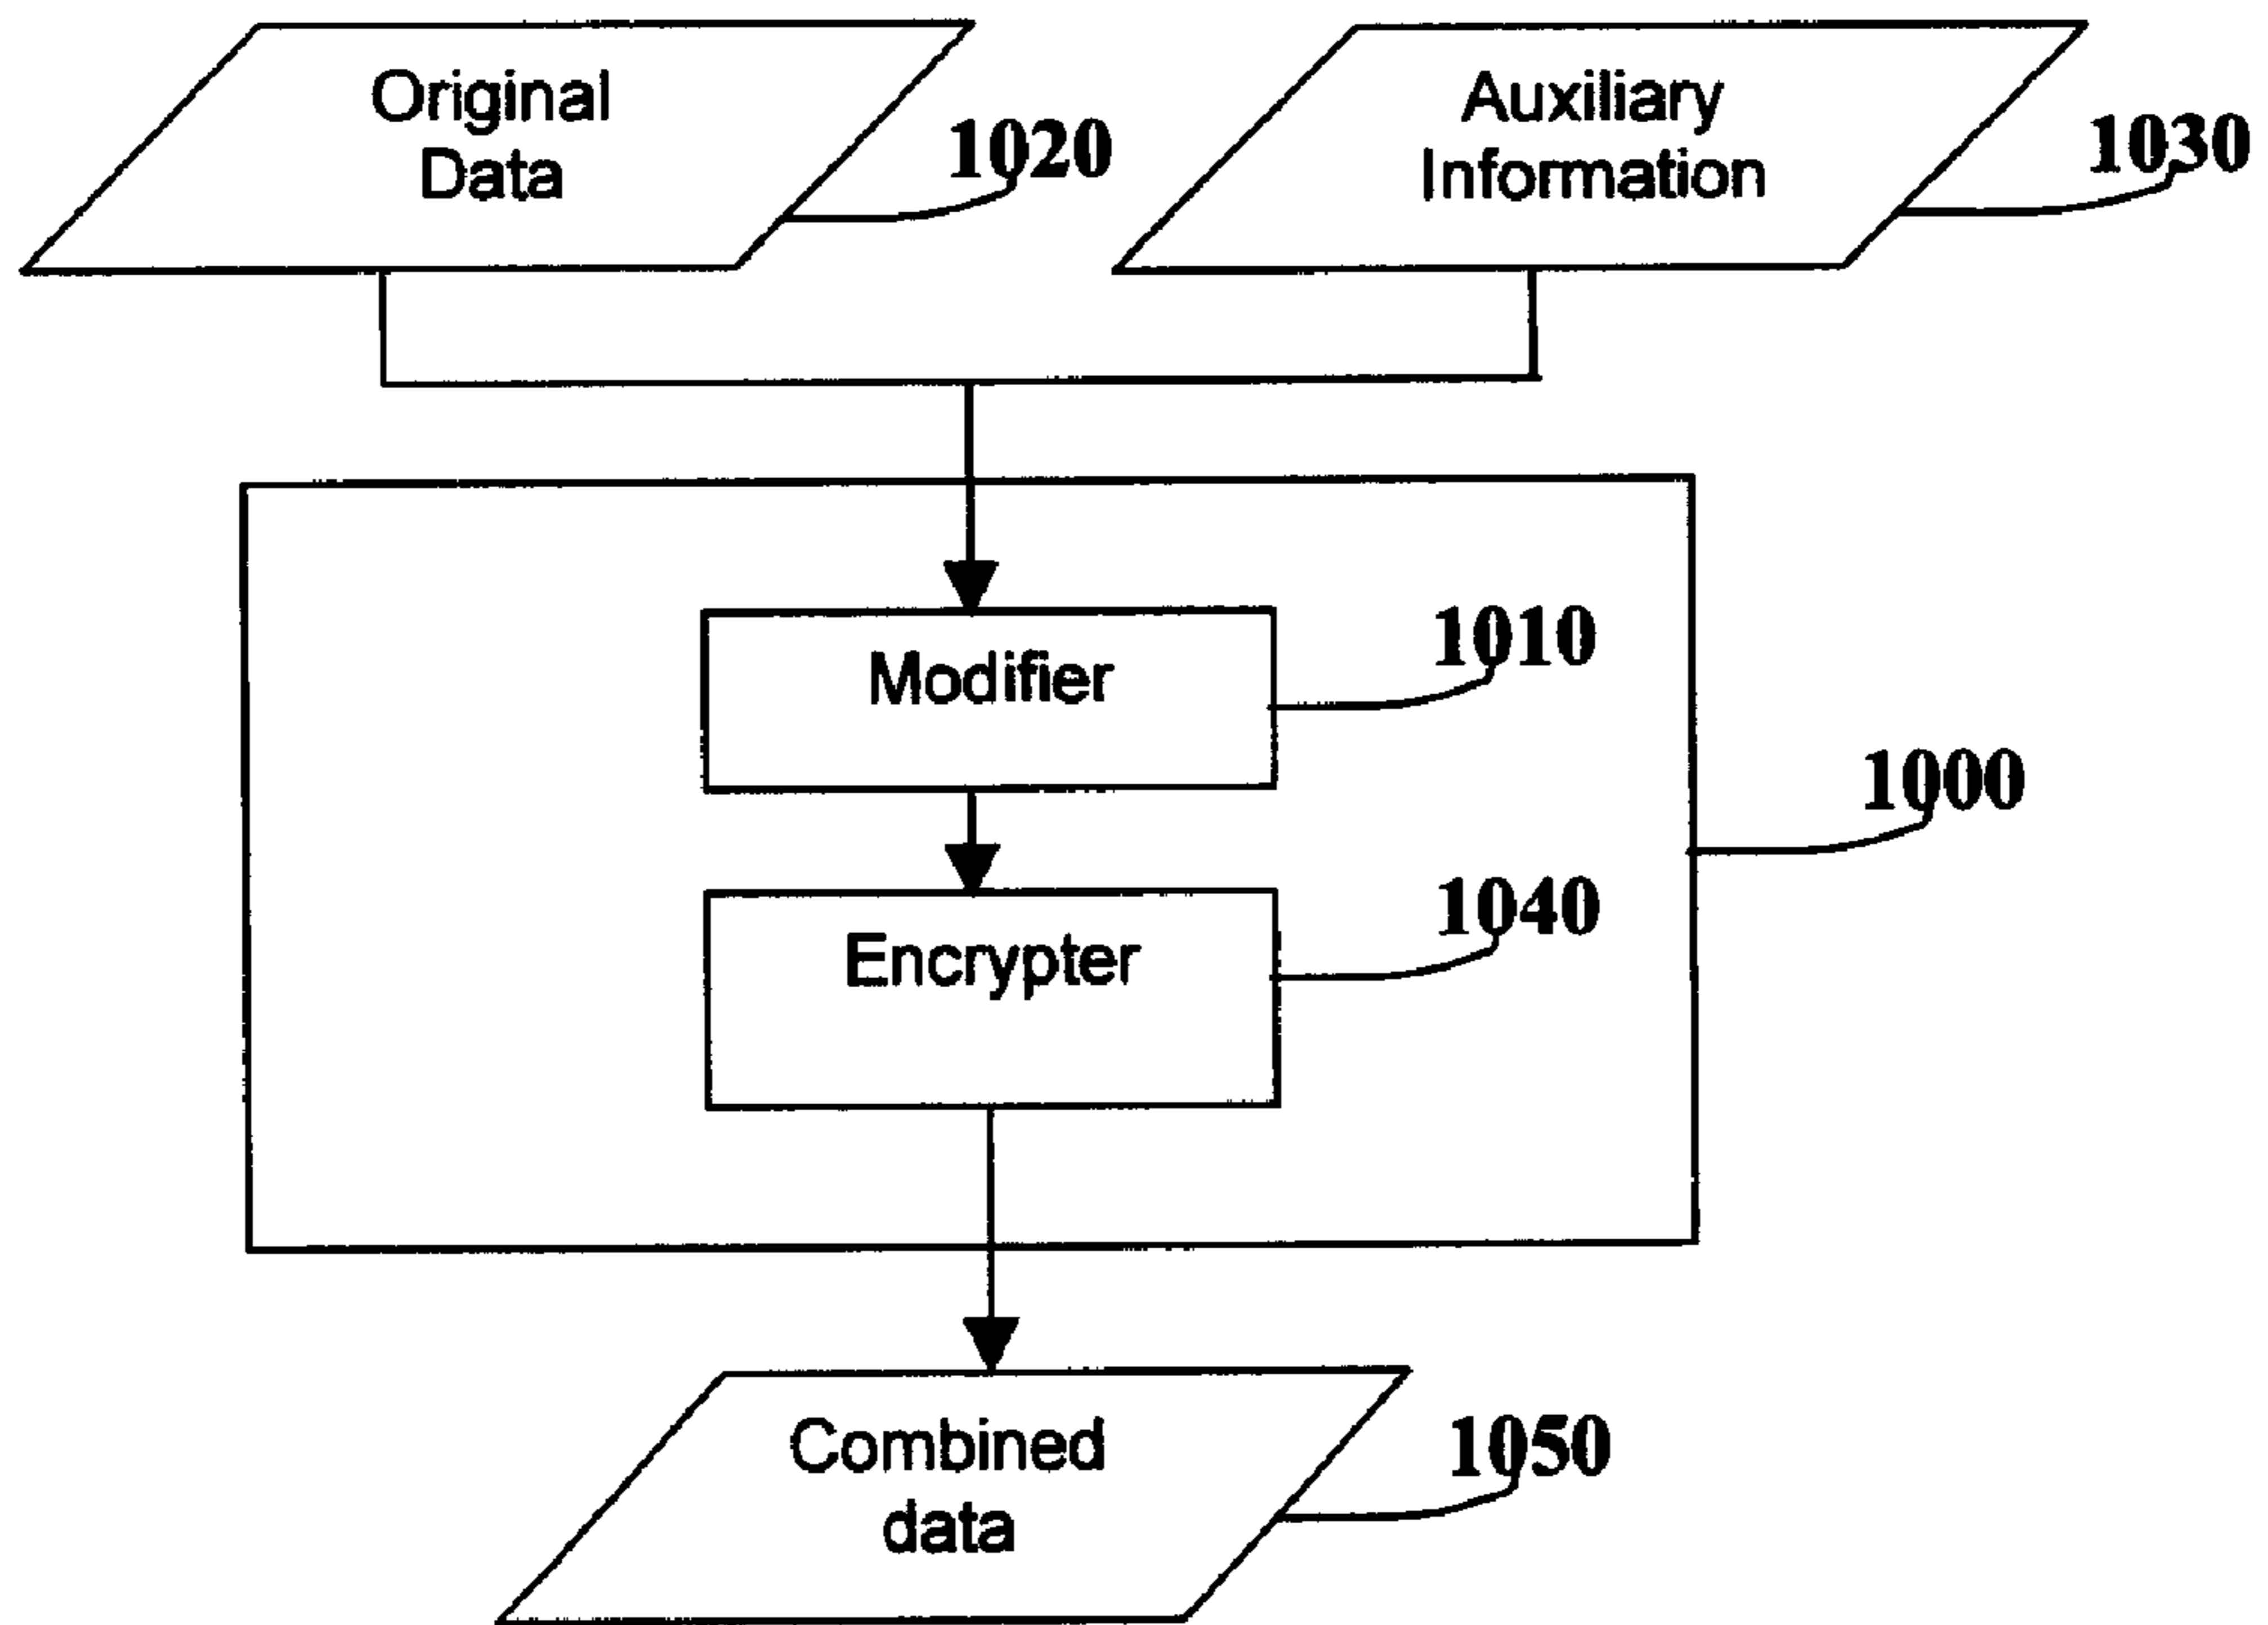 Original
Data
1020
Auxiliary
Information
1030
Modifier
1010
1000
Encrypter
1040
Combined
data
1050